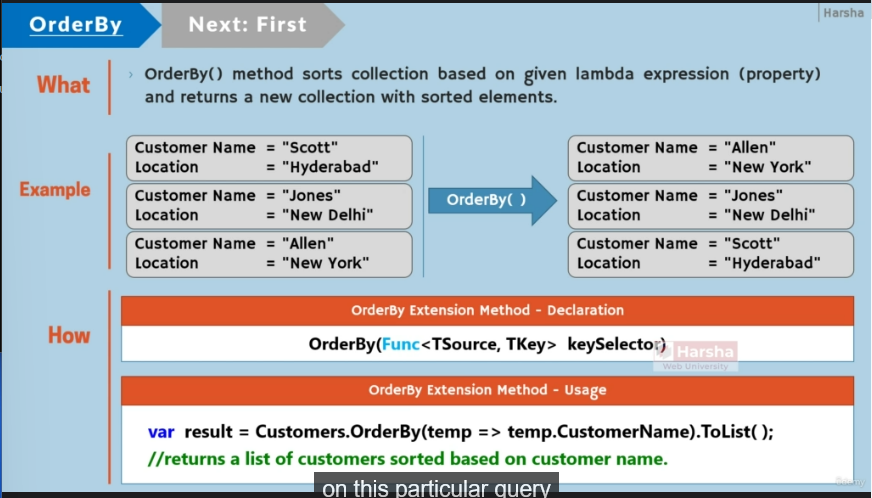 OrderBy
Next: First
Harsha
What
› OrderBy() method sorts collection based on given lambda expression (property)
and returns a new collection with sorted elements.
Example
Customer Name = "Scott"
Location = "Hyderabad"
Customer Name = "Jones"
Location = "New Delhi"
Customer Name = "Allen"
Location = "New York"
OrderBy( )
Customer Name = "Allen"
Location = "New York"
Customer Name = "Jones"
Location = "New Delhi"
Customer Name = "Scott"
Location = "Hyderabad"
How
OrderBy Extension Method - Declaration
OrderBy(Func<TSource, TKey> keySelector)
Harsha
Web University
OrderBy Extension Method - Usage
var result = Customers.OrderBy(temp => temp.CustomerName).ToList( );
//returns a list of customers sorted based on customer name.
on this particular query
Udemy